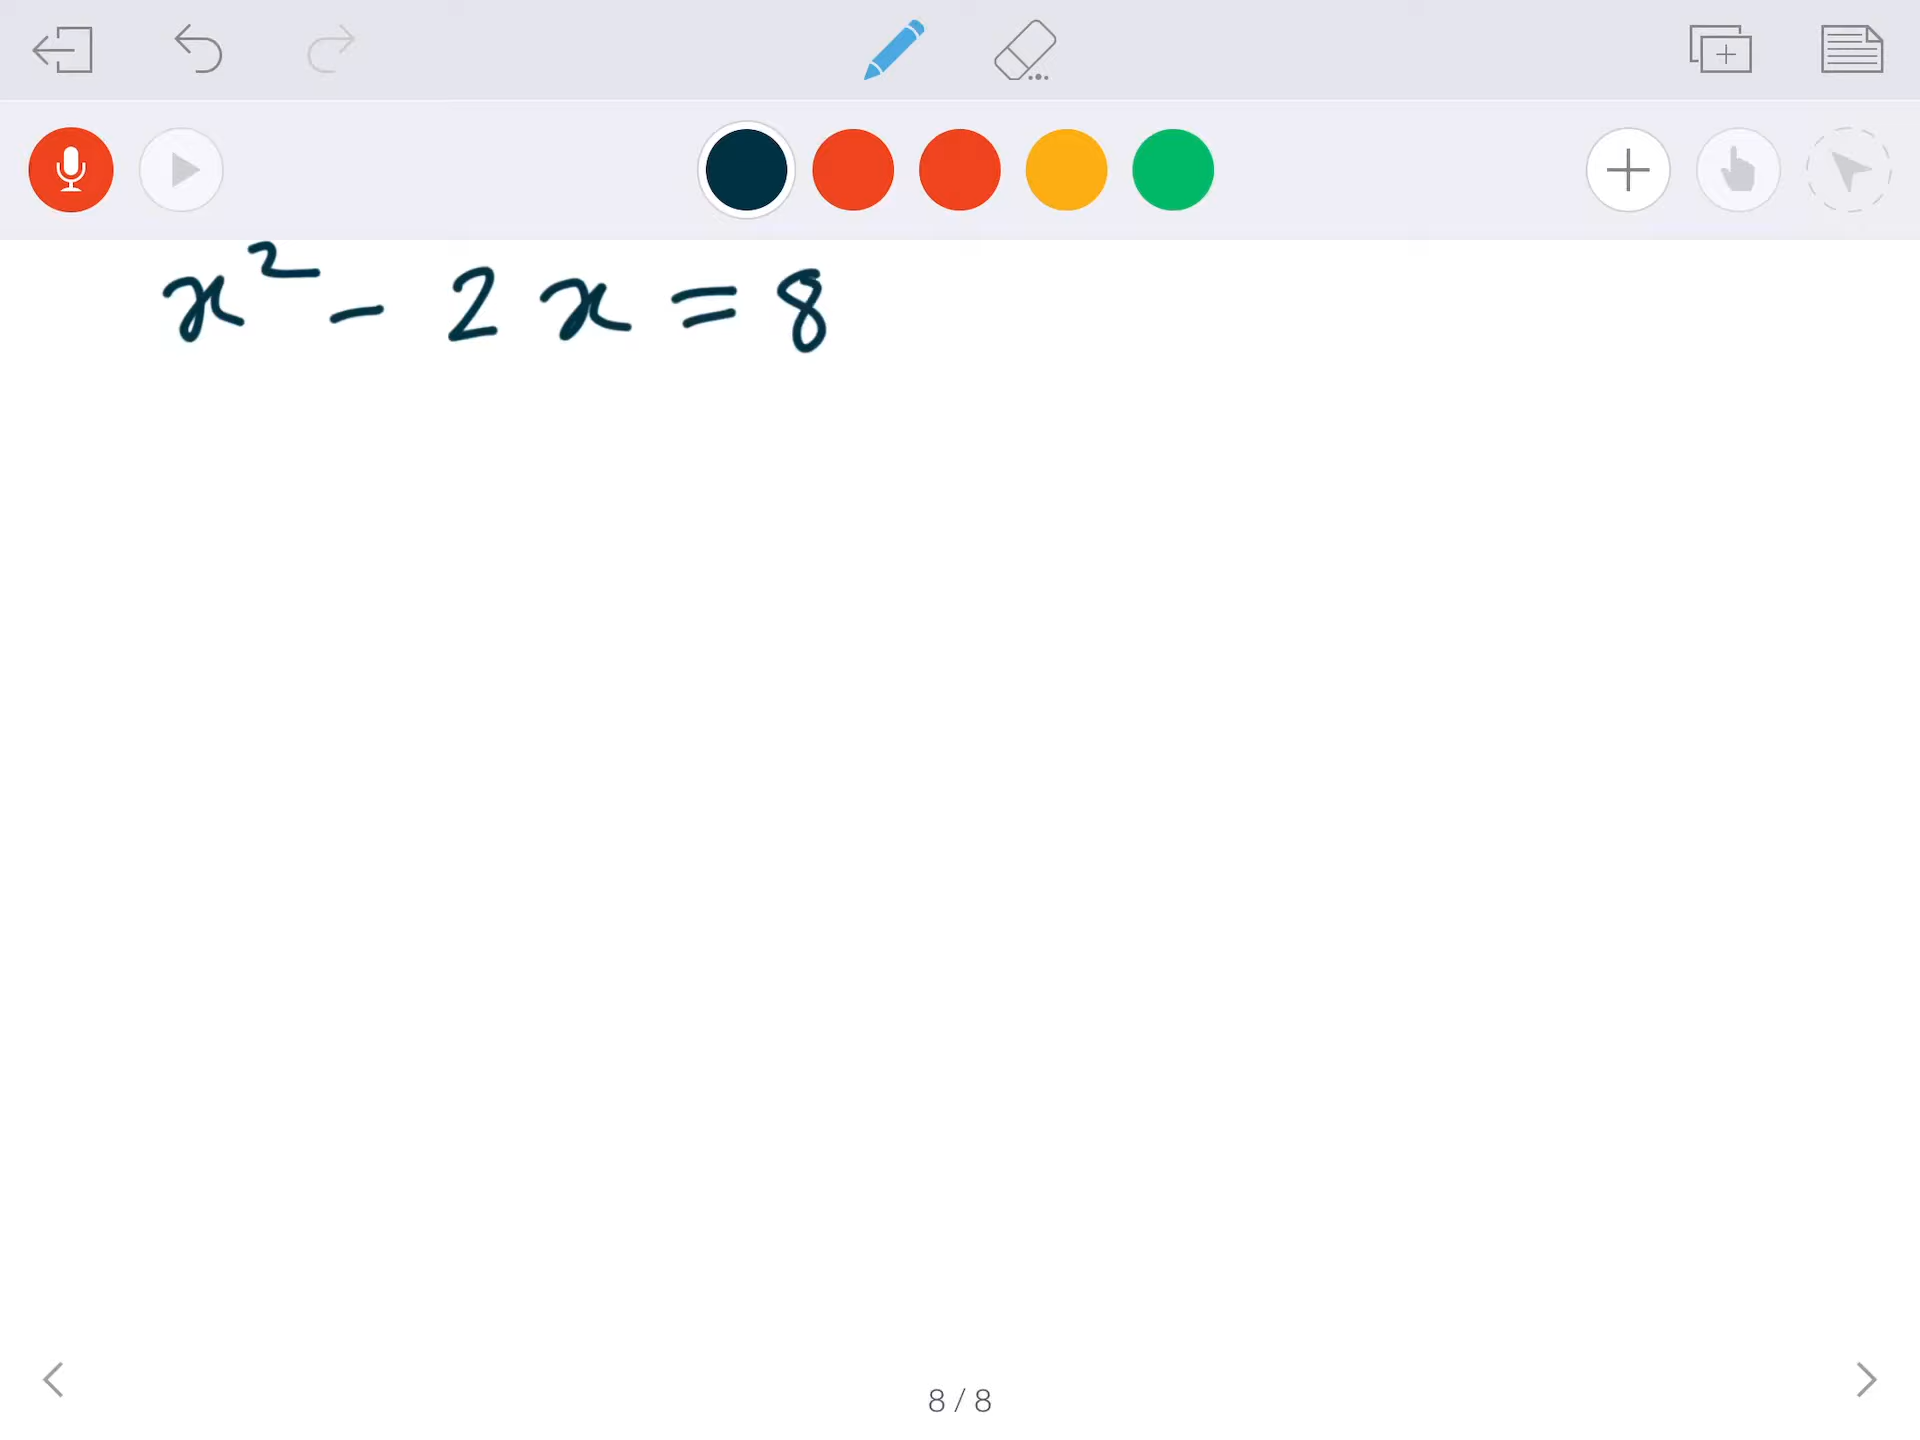 x² - 2x = 8
8 / 8